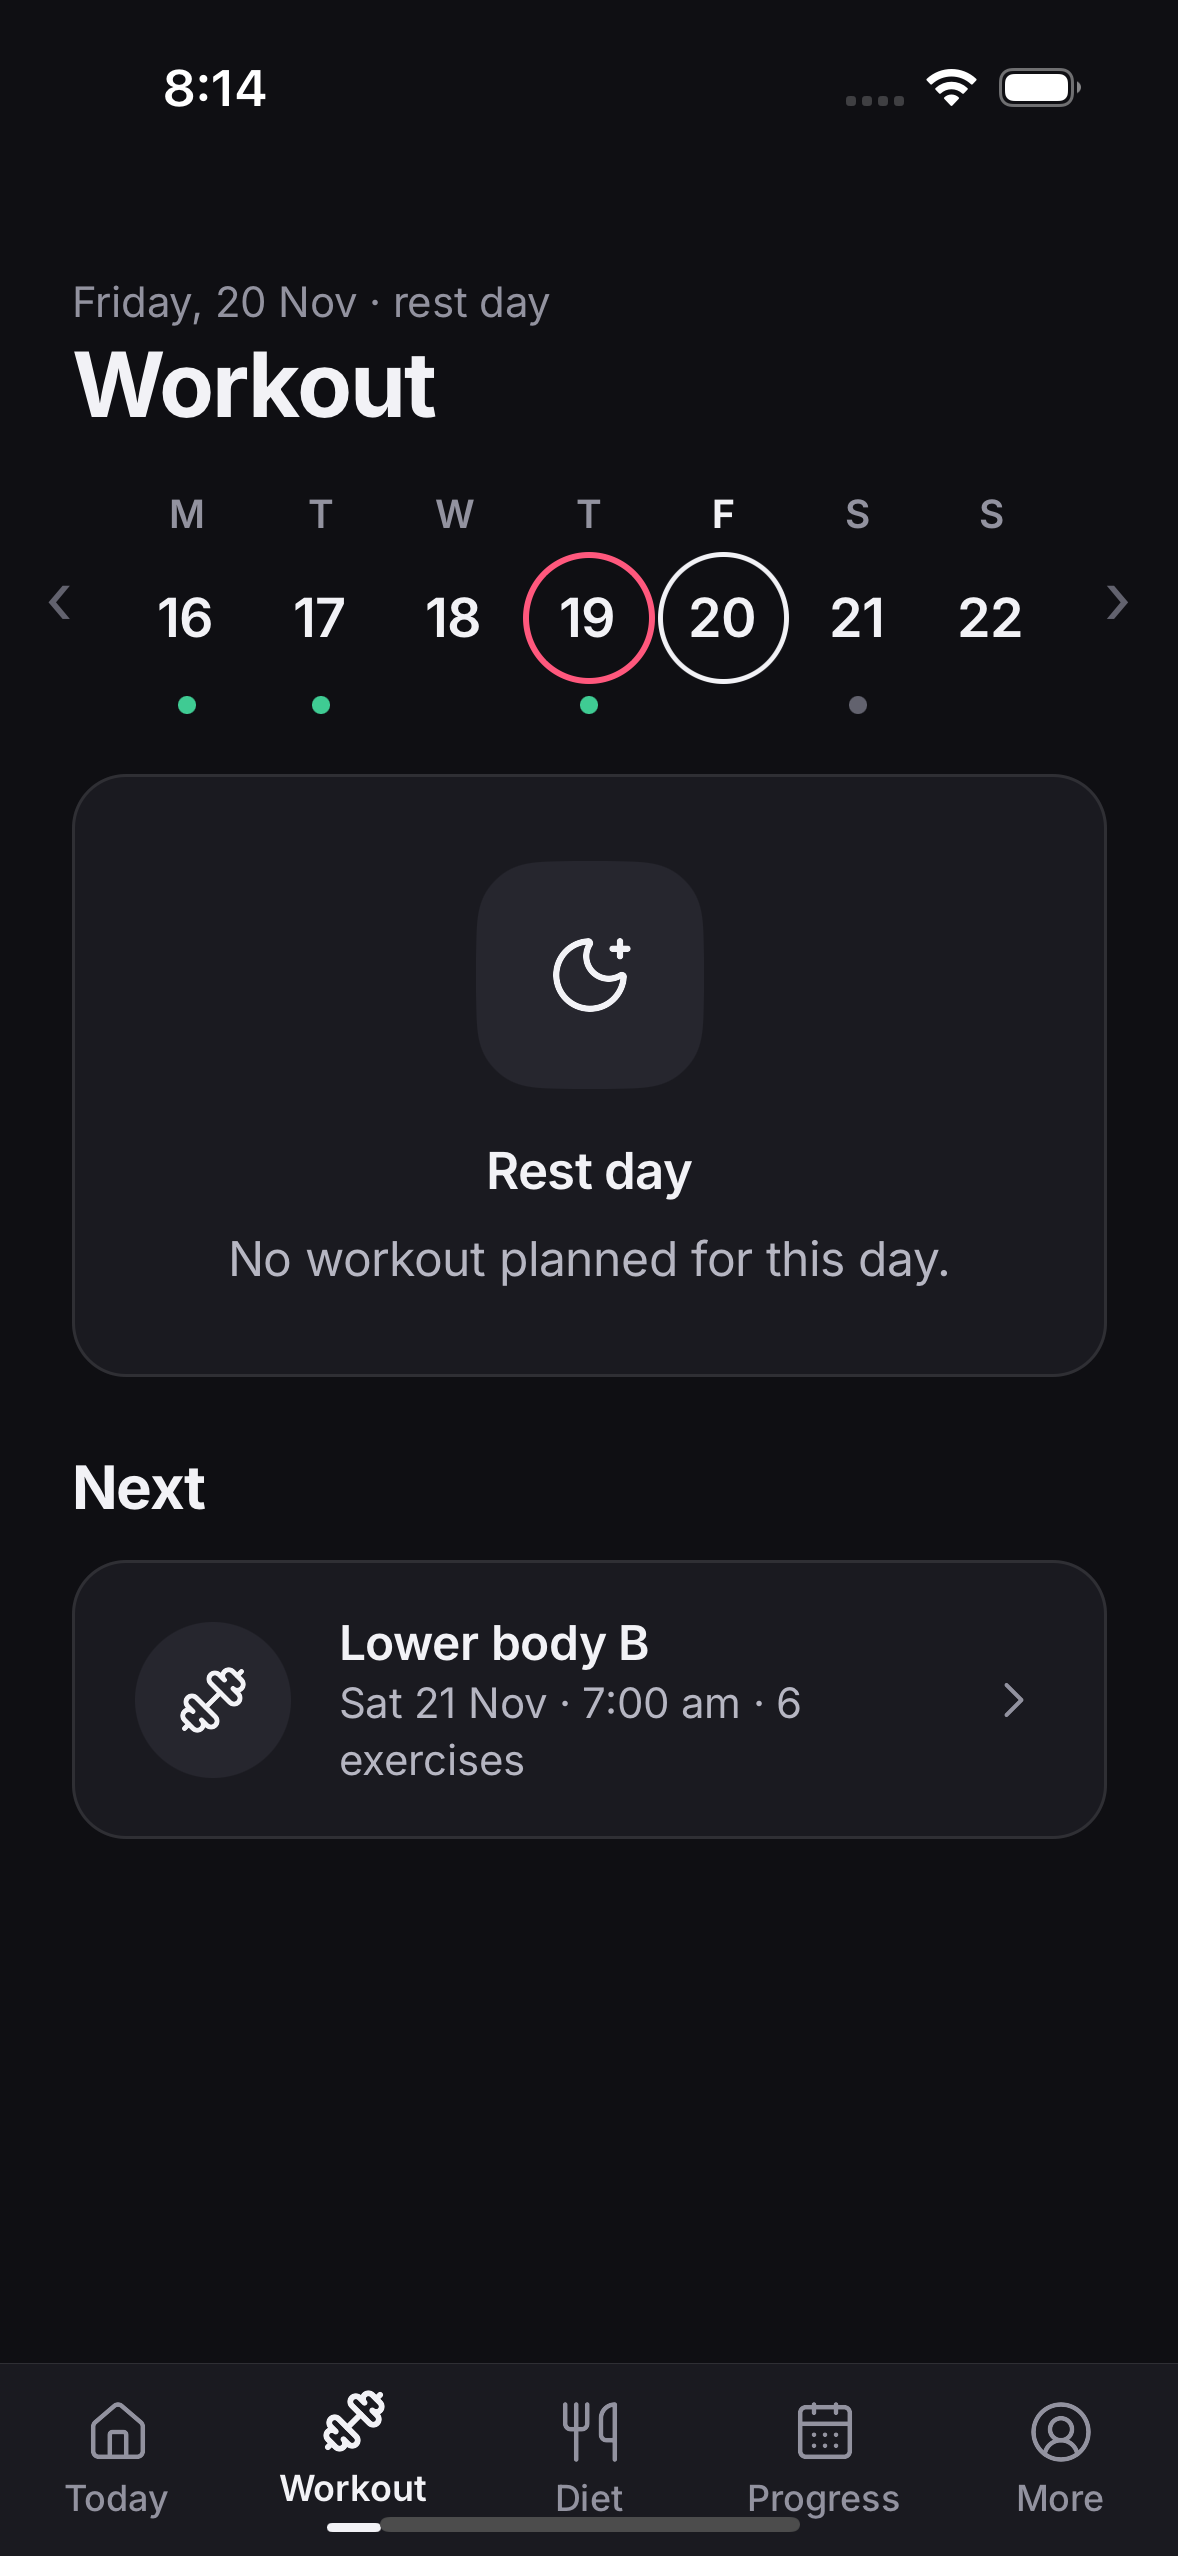 8:14
Friday, 20 Nov · rest day
Workout
M T W T F S S
16 17 18 19 20 21 22
Rest day
No workout planned for this day.
Next
Lower body B
Sat 21 Nov · 7:00 am · 6
exercises
Today Workout Diet Progress More